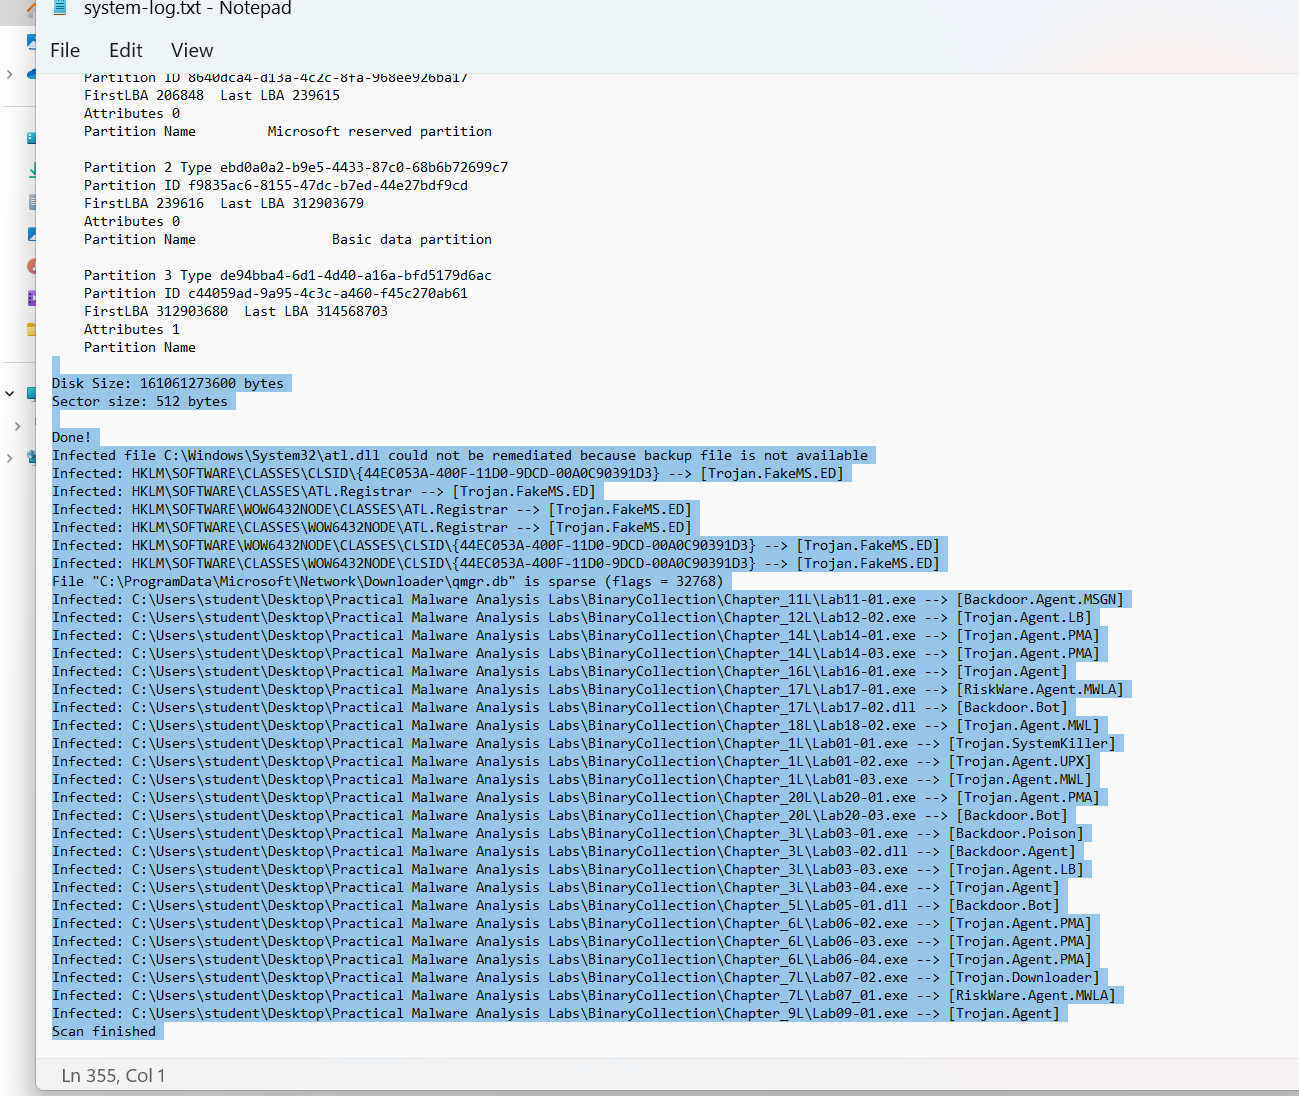 system-log.txt - Notepad
File Edit View
Partition ID 8640dca4-d13a-4c2c-8fa-968ee926ba17
FirstLBA 206848  Last LBA 239615
Attributes 0
Partition Name         Microsoft reserved partition
Partition 2 Type ebd0a0a2-b9e5-4433-87c0-68b6b72699c7
Partition ID f9835ac6-8155-47dc-b7ed-44e27bdf9cd
FirstLBA 239616  Last LBA 312903679
Attributes 0
Partition Name                 Basic data partition
Partition 3 Type de94bba4-6d1-4d40-a16a-bfd5179d6ac
Partition ID c44059ad-9a95-4c3c-a460-f45c270ab61
FirstLBA 312903680  Last LBA 314568703
Attributes 1
Partition Name
Disk Size: 161061273600 bytes
Sector size: 512 bytes
Done!
Infected file C:\Windows\System32\atl.dll could not be remediated because backup file is not available
Infected: HKLM\SOFTWARE\CLASSES\CLSID\{44EC053A-400F-11D0-9DCD-00A0C90391D3} --> [Trojan.FakeMS.ED]
Infected: HKLM\SOFTWARE\CLASSES\ATL.Registrar --> [Trojan.FakeMS.ED]
Infected: HKLM\SOFTWARE\WOW6432NODE\CLASSES\ATL.Registrar --> [Trojan.FakeMS.ED]
Infected: HKLM\SOFTWARE\CLASSES\WOW6432NODE\ATL.Registrar --> [Trojan.FakeMS.ED]
Infected: HKLM\SOFTWARE\WOW6432NODE\CLASSES\CLSID\{44EC053A-400F-11D0-9DCD-00A0C90391D3} --> [Trojan.FakeMS.ED]
Infected: HKLM\SOFTWARE\CLASSES\WOW6432NODE\CLSID\{44EC053A-400F-11D0-9DCD-00A0C90391D3} --> [Trojan.FakeMS.ED]
File "C:\ProgramData\Microsoft\Network\Downloader\qmgr.db" is sparse (flags = 32768)
Infected: C:\Users\student\Desktop\Practical Malware Analysis Labs\BinaryCollection\Chapter_11L\Lab11-01.exe --> [Backdoor.Agent.MSGN]
Infected: C:\Users\student\Desktop\Practical Malware Analysis Labs\BinaryCollection\Chapter_12L\Lab12-02.exe --> [Trojan.Agent.LB]
Infected: C:\Users\student\Desktop\Practical Malware Analysis Labs\BinaryCollection\Chapter_14L\Lab14-01.exe --> [Trojan.Agent.PMA]
Infected: C:\Users\student\Desktop\Practical Malware Analysis Labs\BinaryCollection\Chapter_14L\Lab14-03.exe --> [Trojan.Agent.PMA]
Infected: C:\Users\student\Desktop\Practical Malware Analysis Labs\BinaryCollection\Chapter_16L\Lab16-01.exe --> [Trojan.Agent]
Infected: C:\Users\student\Desktop\Practical Malware Analysis Labs\BinaryCollection\Chapter_17L\Lab17-01.exe --> [RiskWare.Agent.MWLA]
Infected: C:\Users\student\Desktop\Practical Malware Analysis Labs\BinaryCollection\Chapter_17L\Lab17-02.dll --> [Backdoor.Bot]
Infected: C:\Users\student\Desktop\Practical Malware Analysis Labs\BinaryCollection\Chapter_18L\Lab18-02.exe --> [Trojan.Agent.MWL]
Infected: C:\Users\student\Desktop\Practical Malware Analysis Labs\BinaryCollection\Chapter_1L\Lab01-01.exe --> [Trojan.SystemKiller]
Infected: C:\Users\student\Desktop\Practical Malware Analysis Labs\BinaryCollection\Chapter_1L\Lab01-02.exe --> [Trojan.Agent.UPX]
Infected: C:\Users\student\Desktop\Practical Malware Analysis Labs\BinaryCollection\Chapter_1L\Lab01-03.exe --> [Trojan.Agent.MWL]
Infected: C:\Users\student\Desktop\Practical Malware Analysis Labs\BinaryCollection\Chapter_20L\Lab20-01.exe --> [Trojan.Agent.PMA]
Infected: C:\Users\student\Desktop\Practical Malware Analysis Labs\BinaryCollection\Chapter_20L\Lab20-03.exe --> [Backdoor.Bot]
Infected: C:\Users\student\Desktop\Practical Malware Analysis Labs\BinaryCollection\Chapter_3L\Lab03-01.exe --> [Backdoor.Poison]
Infected: C:\Users\student\Desktop\Practical Malware Analysis Labs\BinaryCollection\Chapter_3L\Lab03-02.dll --> [Backdoor.Agent]
Infected: C:\Users\student\Desktop\Practical Malware Analysis Labs\BinaryCollection\Chapter_3L\Lab03-03.exe --> [Trojan.Agent.LB]
Infected: C:\Users\student\Desktop\Practical Malware Analysis Labs\BinaryCollection\Chapter_3L\Lab03-04.exe --> [Trojan.Agent]
Infected: C:\Users\student\Desktop\Practical Malware Analysis Labs\BinaryCollection\Chapter_5L\Lab05-01.dll --> [Backdoor.Bot]
Infected: C:\Users\student\Desktop\Practical Malware Analysis Labs\BinaryCollection\Chapter_6L\Lab06-02.exe --> [Trojan.Agent.PMA]
Infected: C:\Users\student\Desktop\Practical Malware Analysis Labs\BinaryCollection\Chapter_6L\Lab06-03.exe --> [Trojan.Agent.PMA]
Infected: C:\Users\student\Desktop\Practical Malware Analysis Labs\BinaryCollection\Chapter_6L\Lab06-04.exe --> [Trojan.Agent.PMA]
Infected: C:\Users\student\Desktop\Practical Malware Analysis Labs\BinaryCollection\Chapter_7L\Lab07-02.exe --> [Trojan.Downloader]
Infected: C:\Users\student\Desktop\Practical Malware Analysis Labs\BinaryCollection\Chapter_7L\Lab07_01.exe --> [RiskWare.Agent.MWLA]
Infected: C:\Users\student\Desktop\Practical Malware Analysis Labs\BinaryCollection\Chapter_9L\Lab09-01.exe --> [Trojan.Agent]
Scan finished
Ln 355, Col 1